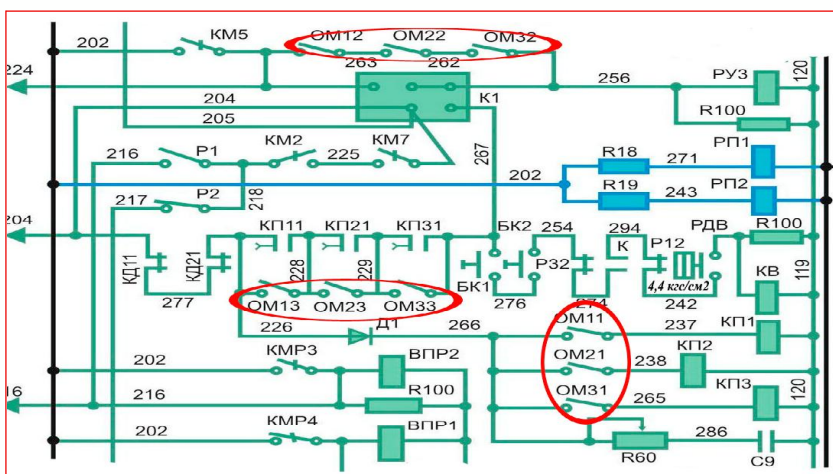 202
КМ5
ОМ12
ОМ22
ОМ32
224
263
262
256
РУ3
120
204
205
К1
R100
216
Р1
КМ2
225
КМ7
267
R18
271
РП1
202
217
Р2
218
R19
243
РП2
204
КП11
КП21
КП31
БК2
254
294
К
Р12
РДВ
R100
КД11
КД21
228
229
БК1
Р32
4,4 кгс/см2
119
277
276
274
242
КВ
ОМ13
ОМ23
ОМ33
226
Д1
266
ОМ11
237
КП1
202
КМР3
ВПР2
ОМ21
238
КП2
216
R100
ОМ31
265
КП3
120
16
202
КМР4
ВПР1
R60
286
С9